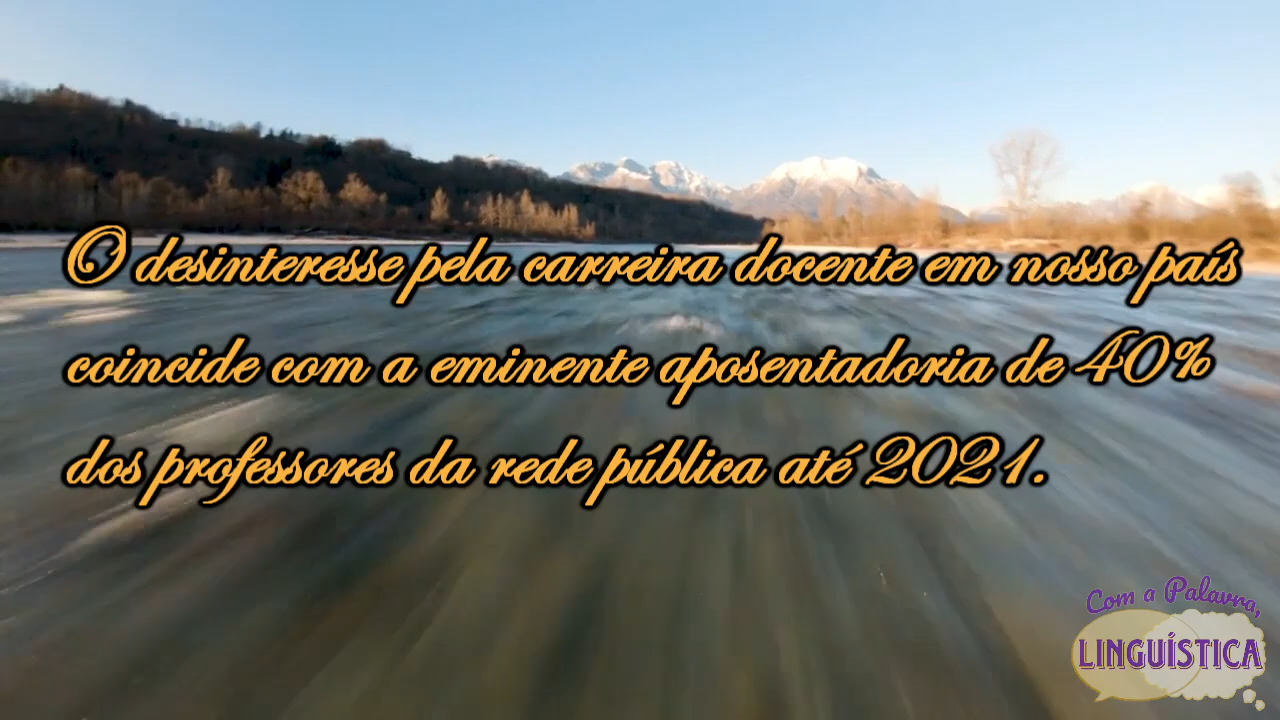 O desinteresse pela carreira docente em nosso país
coincide com a eminente aposentadoria de 40%
dos professores da rede pública até 2021.
Com a Palavra,
LINGUÍSTICA